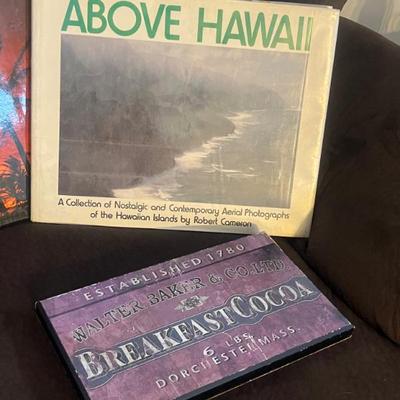 ABOVE HAWAII
A Collection of Nostalgic and Contemporary Aerial Photographs
of the Hawaiian Islands by Robert Cameron
ESTABLISHED 1780
WALTER BAKER & CO. LTD
BREAKFAST COCOA
6 LBS.
DORCHESTER MASS.